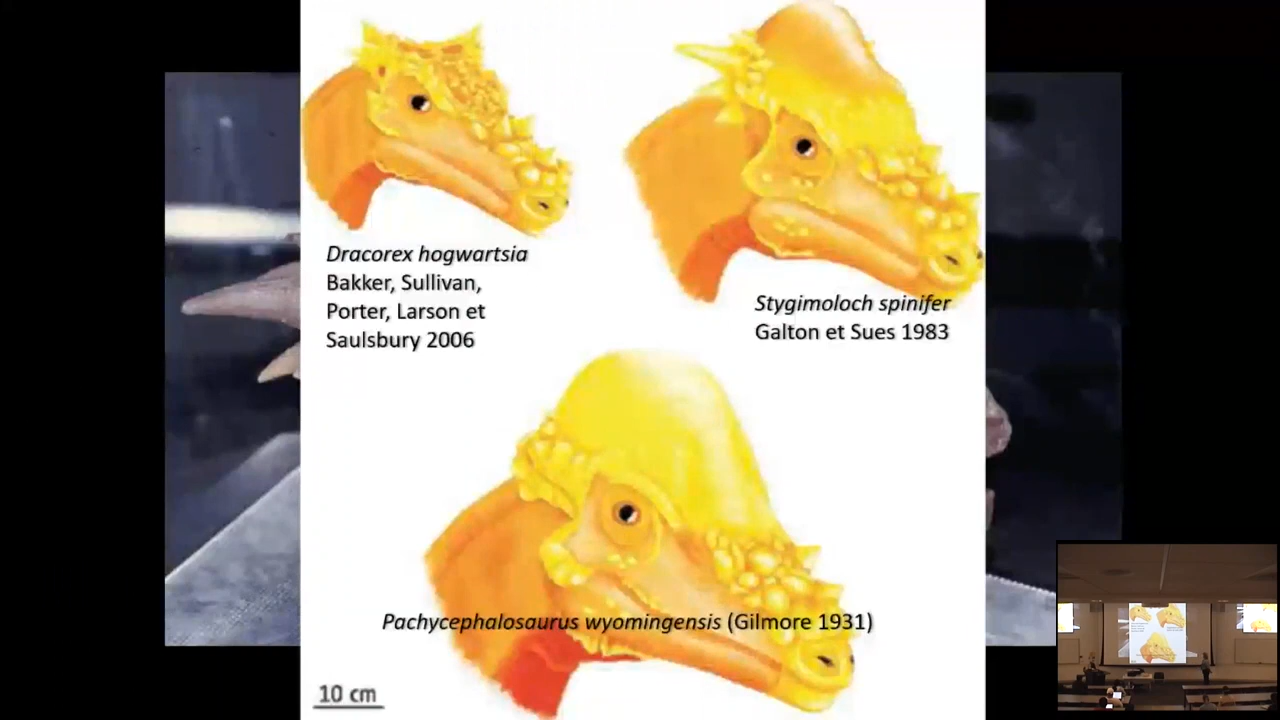 Dracorex hogwartsia
Bakker, Sullivan,
Porter, Larson et
Saulsbury 2006
Stygimoloch spinifer
Galton et Sues 1983
Pachycephalosaurus wyomingensis (Gilmore 1931)
10 cm